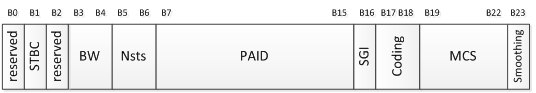 B0 B1 B2 B3 B4 B5 B6 B7 B15 B16 B17 B18 B19 B22 B23
reserved STBC reserved BW Nsts PAID SGI Coding MCS Smoothing